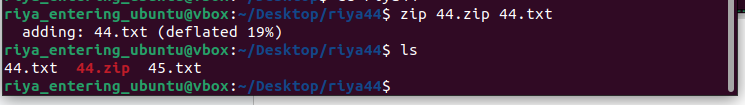 riya_entering_ubuntu@vbox:~/Desktop/riya44$ zip 44.zip 44.txt
  adding: 44.txt (deflated 19%)
riya_entering_ubuntu@vbox:~/Desktop/riya44$ ls
44.txt  44.zip  45.txt
riya_entering_ubuntu@vbox:~/Desktop/riya44$